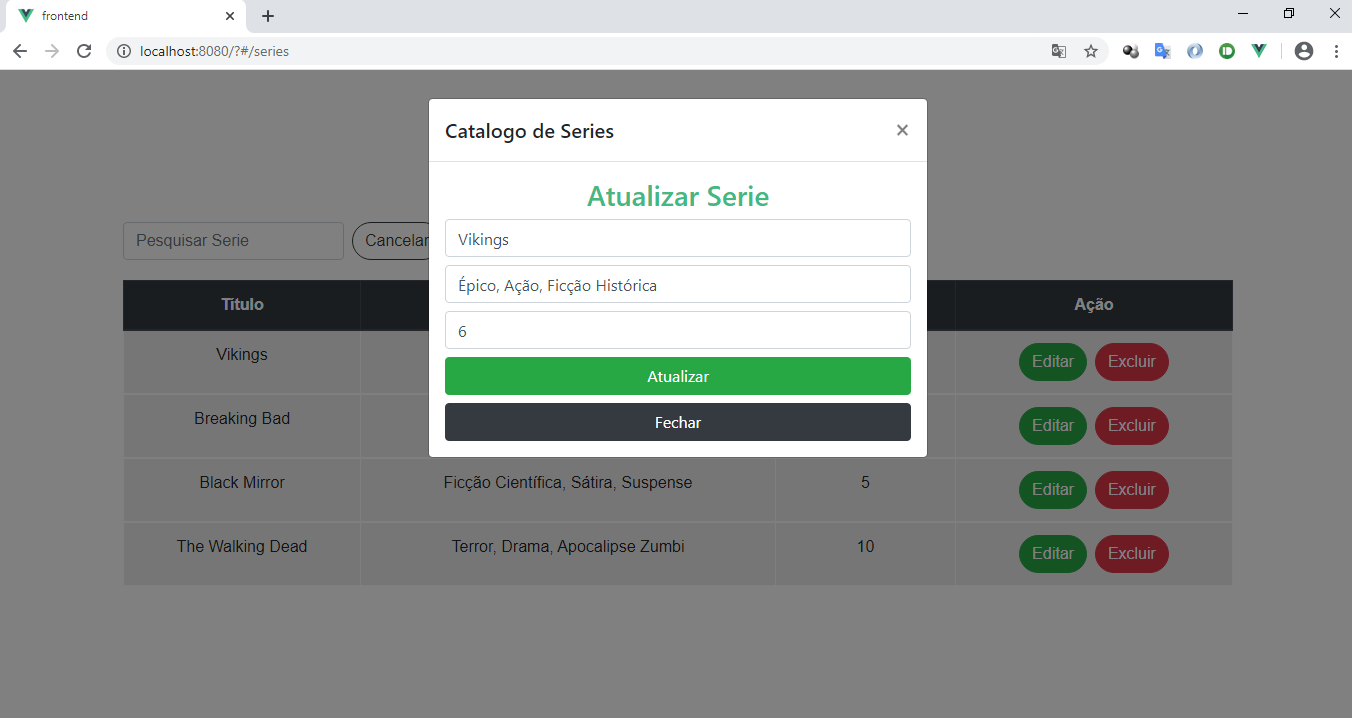 frontend
localhost:8080/?#/series
Catalogo de Series ×
Atualizar Serie
Vikings
Épico, Ação, Ficção Histórica
6
Atualizar
Fechar
Pesquisar Serie Cancelar
Título Ação
Vikings Editar Excluir
Breaking Bad Editar Excluir
Black Mirror Ficção Científica, Sátira, Suspense 5 Editar Excluir
The Walking Dead Terror, Drama, Apocalipse Zumbi 10 Editar Excluir